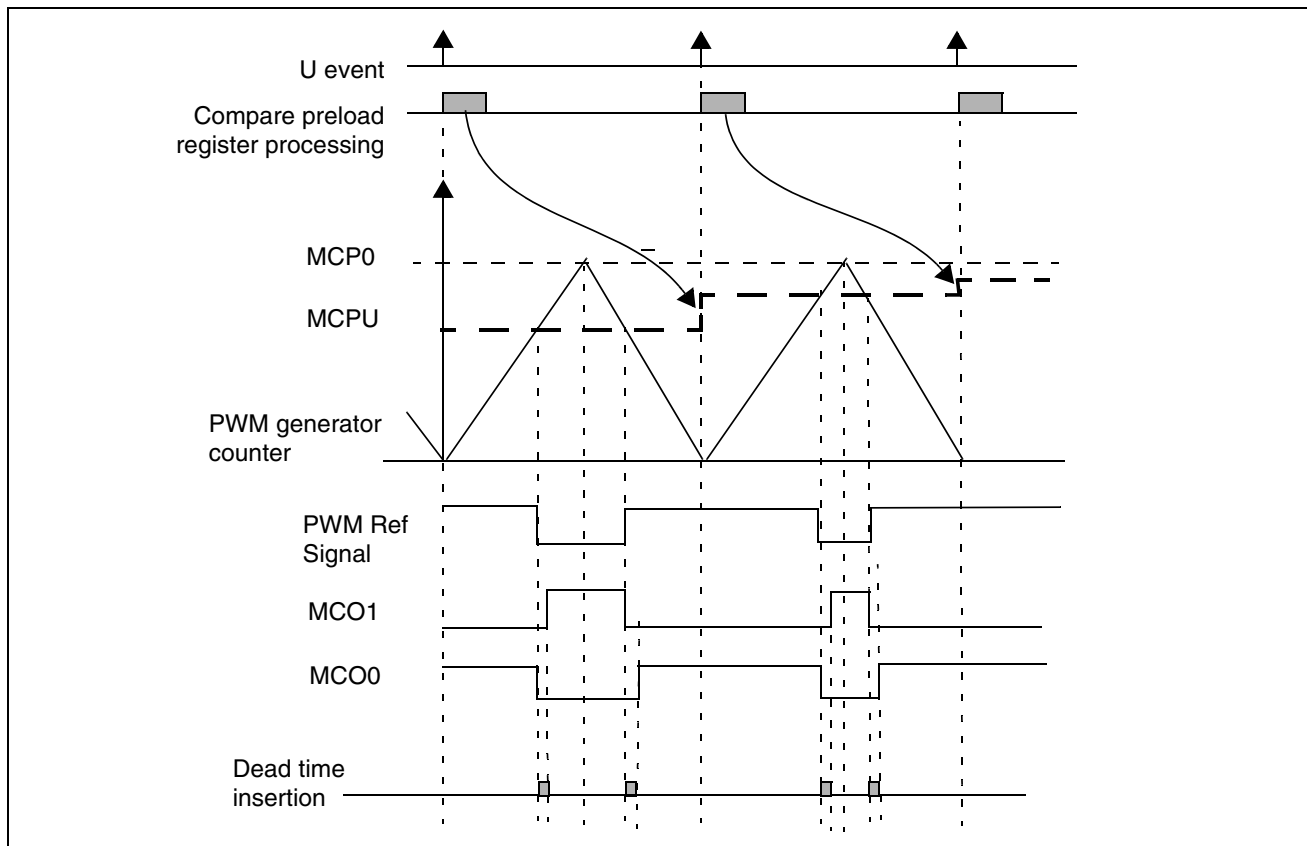 U event
Compare preload
register processing
MCP0
MCPU
PWM generator
counter
PWM Ref
Signal
MCO1
MCO0
Dead time
insertion